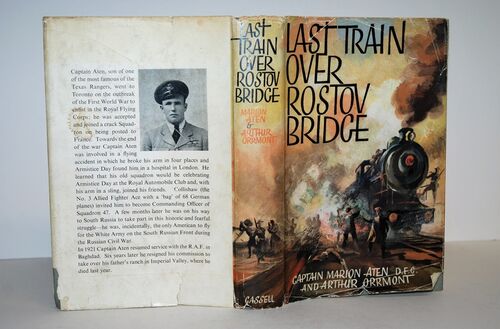 Captain Aten, son of one
of the most famous of the
Texas Rangers, went to
Toronto on the outbreak
of the First World War to
enlist in the Royal Flying
Corps; he was accepted
and joined a crack Squad-
ron on being posted to
France. Towards the end
of the war Captain Aten
was involved in a flying
accident in which he broke his arm in four places and
Armistice Day found him in a hospital in London. He
learned that his old squadron would be celebrating
Armistice Day at the Royal Automobile Club and, with
his arm in a sling, joined his friends. Collishaw (the
No. 3 Allied Fighter Ace with a 'bag' of 68 German
planes) invited him to become Commanding Officer of
Squadron 47. A few months later he was on his way
to South Russia to take part in this historic and fearful
struggle—he was, incidentally, the only American to fly
for the White Army on the South Russian Front during
the Russian Civil War.
In 1921 Captain Aten resumed service with the R.A.F. in
Baghdad. Six years later he resigned his commission
to take over his father's ranch in Imperial Valley, where he
died last year.
LAST TRAIN
OVER
ROSTOV
BRIDGE
MARION
ATEN
&
ARTHUR
ORRMONT
CASSELL
LAST TRAIN
OVER
ROSTOV
BRIDGE
CAPTAIN MARION ATEN D.F.C.
AND ARTHUR ORRMONT